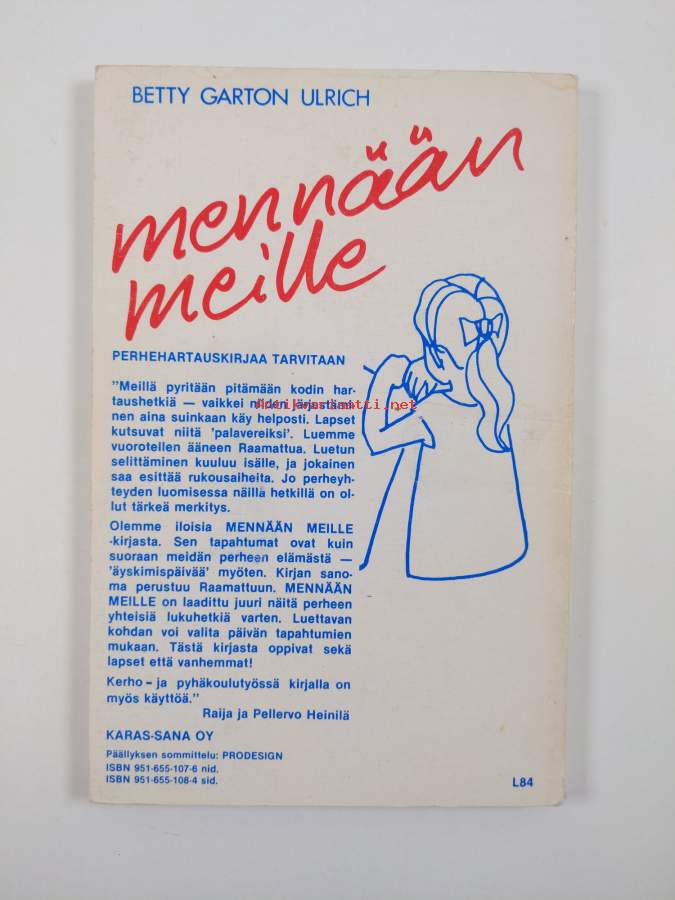 BETTY GARTON ULRICH
mennään
meille
PERHEHARTAUSKIRJAA TARVITAAN
"Meillä pyritään pitämään kodin har-
taushetkiä — vaikkei niiden järjestämi-
nen aina suinkaan käy helposti. Lapset
kutsuvat niitä 'palavereiksi'. Luemme
vuorotellen ääneen Raamattua. Luetun
selittäminen kuuluu isälle, ja jokainen
saa esittää rukousaiheita. Jo perheyh-
teyden luomisessa näillä hetkillä on ol-
lut tärkeä merkitys.
Olemme iloisia MENNÄÄN MEILLE
-kirjasta. Sen tapahtumat ovat kuin
suoraan meidän perheen elämästä —
'äyskimispäivää' myöten. Kirjan sano-
ma perustuu Raamattuun. MENNÄÄN
MEILLE on laadittu juuri näitä perheen
yhteisiä lukuhetkiä varten. Luettavan
kohdan voi valita päivän tapahtumien
mukaan. Tästä kirjasta oppivat sekä
lapset että vanhemmat!
Kerho- ja pyhäkoulutyössä kirjalla on
myös käyttöä."
Raija ja Pellervo Heinilä
KARAS-SANA OY
Päällyksen sommittelu: PRODESIGN
ISBN 951-655-107-6 nid.
ISBN 951-655-108-4 sid.
L84